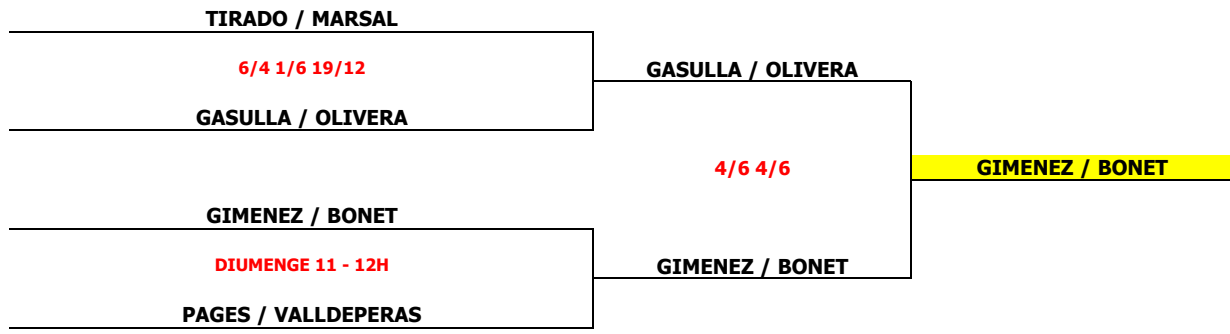 TIRADO / MARSAL
6/4 1/6 19/12
GASULLA / OLIVERA
GIMENEZ / BONET
DIUMENGE 11 - 12H
PAGES / VALLDEPERAS
GASULLA / OLIVERA
4/6 4/6
GIMENEZ / BONET
GIMENEZ / BONET